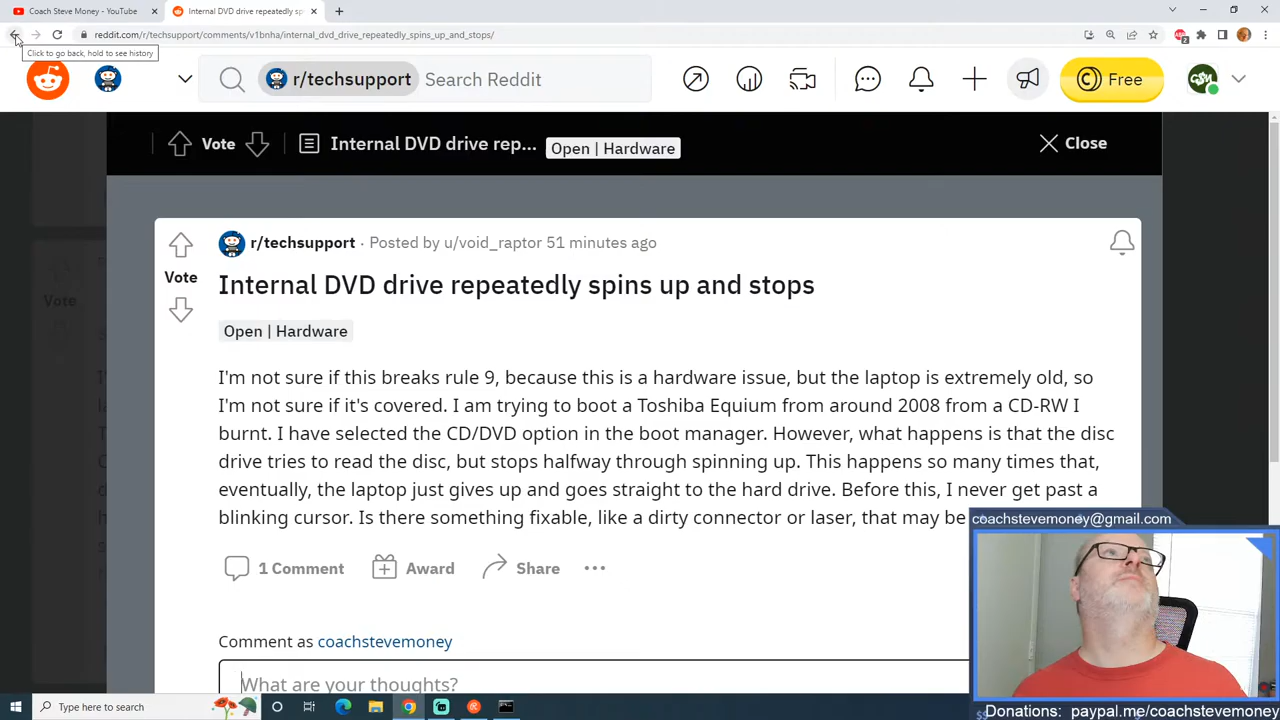 Coach Steve Money - YouTube
Internal DVD drive repeatedly sp
reddit.com/r/techsupport/comments/v1bnha/internal_dvd_drive_repeatedly_spins_up_and_stops/
2
Click to go back, hold to see history
r/techsupport
Search Reddit
Free
Vote
Internal DVD drive rep...
Open | Hardware
Close
r/techsupport · Posted by u/void_raptor 51 minutes ago
Vote
Vote
Internal DVD drive repeatedly spins up and stops
Open | Hardware
I'm not sure if this breaks rule 9, because this is a hardware issue, but the laptop is extremely old, so
I'm not sure if it's covered. I am trying to boot a Toshiba Equium from around 2008 from a CD-RW I
burnt. I have selected the CD/DVD option in the boot manager. However, what happens is that the disc
drive tries to read the disc, but stops halfway through spinning up. This happens so many times that,
eventually, the laptop just gives up and goes straight to the hard drive. Before this, I never get past a
blinking cursor. Is there something fixable, like a dirty connector or laser, that may be
coachstevemoney@gmail.com
1 Comment
Award
Share
Comment as coachstevemoney
What are your thoughts?
Type here to search
Donations: paypal.me/coachstevemoney